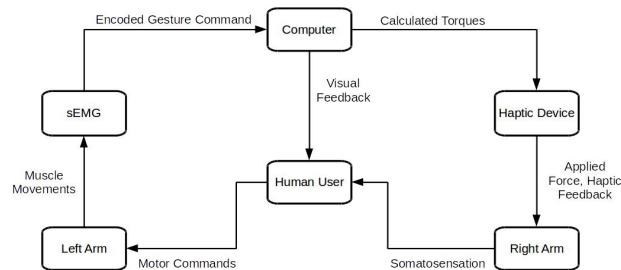 Encoded Gesture Command
Computer
Calculated Torques
Visual
Feedback
sEMG
Haptic Device
Muscle
Movements
Human User
Applied
Force, Haptic
Feedback
Left Arm
Motor Commands
Somatosensation
Right Arm